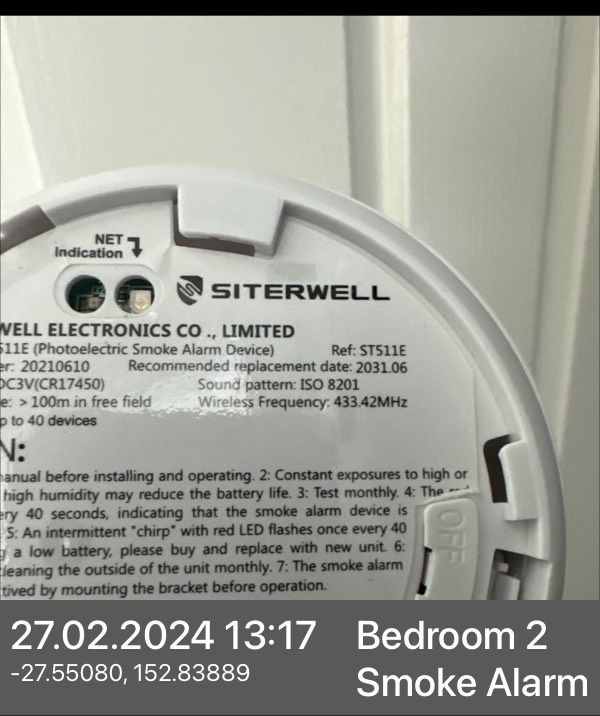 NET
Indication
SITERWELL
WELL ELECTRONICS CO ., LIMITED
511E (Photoelectric Smoke Alarm Device) Ref: ST511E
er: 20210610 Recommended replacement date: 2031.06
DC3V(CR17450) Sound pattern: ISO 8201
e: > 100m in free field Wireless Frequency: 433.42MHz
p to 40 devices
N:
anual before installing and operating. 2: Constant exposures to high or
high humidity may reduce the battery life. 3: Test monthly. 4: The
ery 40 seconds, indicating that the smoke alarm device is
5: An intermittent "chirp" with red LED flashes once every 40
g a low battery, please buy and replace with new unit. 6:
leaning the outside of the unit monthly. 7: The smoke alarm
tived by mounting the bracket before operation.
OFF
27.02.2024 13:17
-27.55080, 152.83889
Bedroom 2
Smoke Alarm